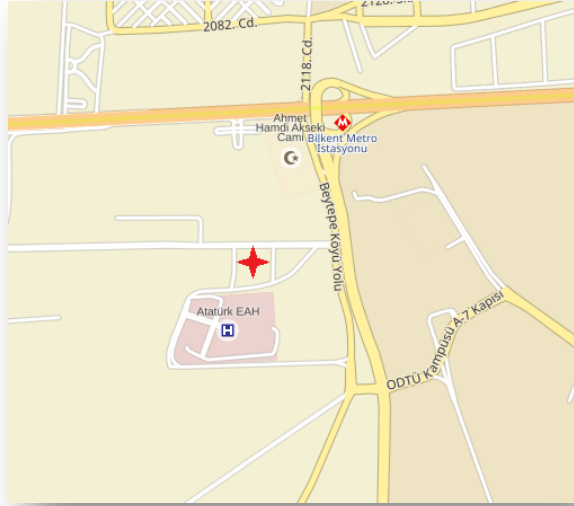 2082. Cd.
2118. Cd.
Ahmet
Hamdi Akseki
Cami
M
Bilkent Metro
İstasyonu
Beytepe Köyü Yolu
Atatürk EAH
H
ODTÜ Kampüsü A-7 Kapısı